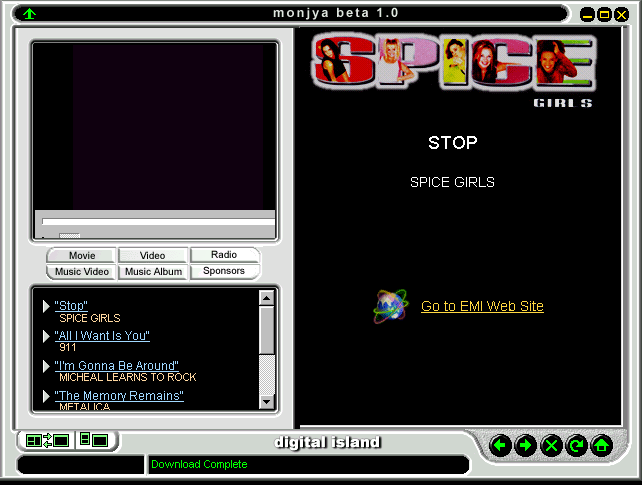 monjya beta 1.0
SPICE
GIRLS
STOP
SPICE GIRLS
Movie
Video
Radio
Music Video
Music Album
Sponsors
"Stop"
SPICE GIRLS
"All I Want Is You"
911
"I'm Gonna Be Around"
MICHEAL LEARNS TO ROCK
"The Memory Remains"
METALICA
Go to EMI Web Site
digital island
Download Complete